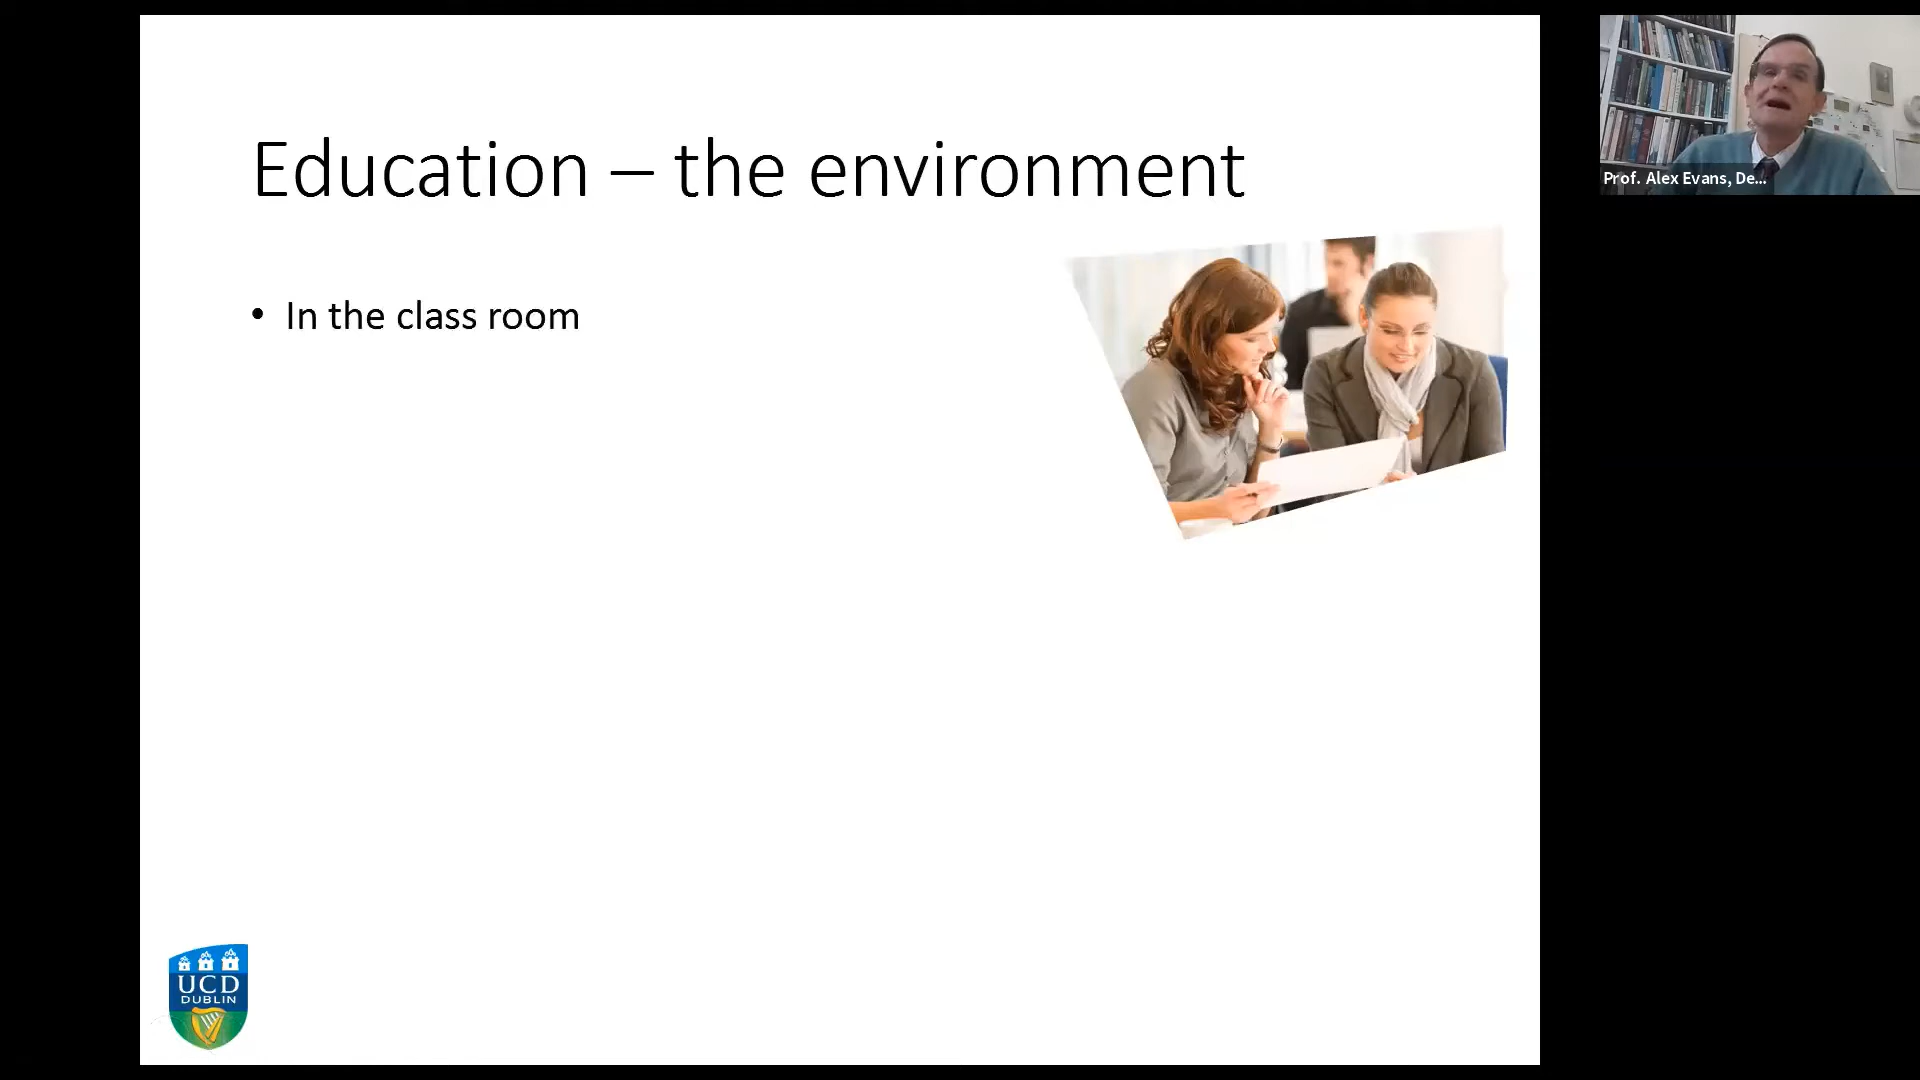 Education – the environment
• In the class room
Prof. Alex Evans, De...
UCD
DUBLIN